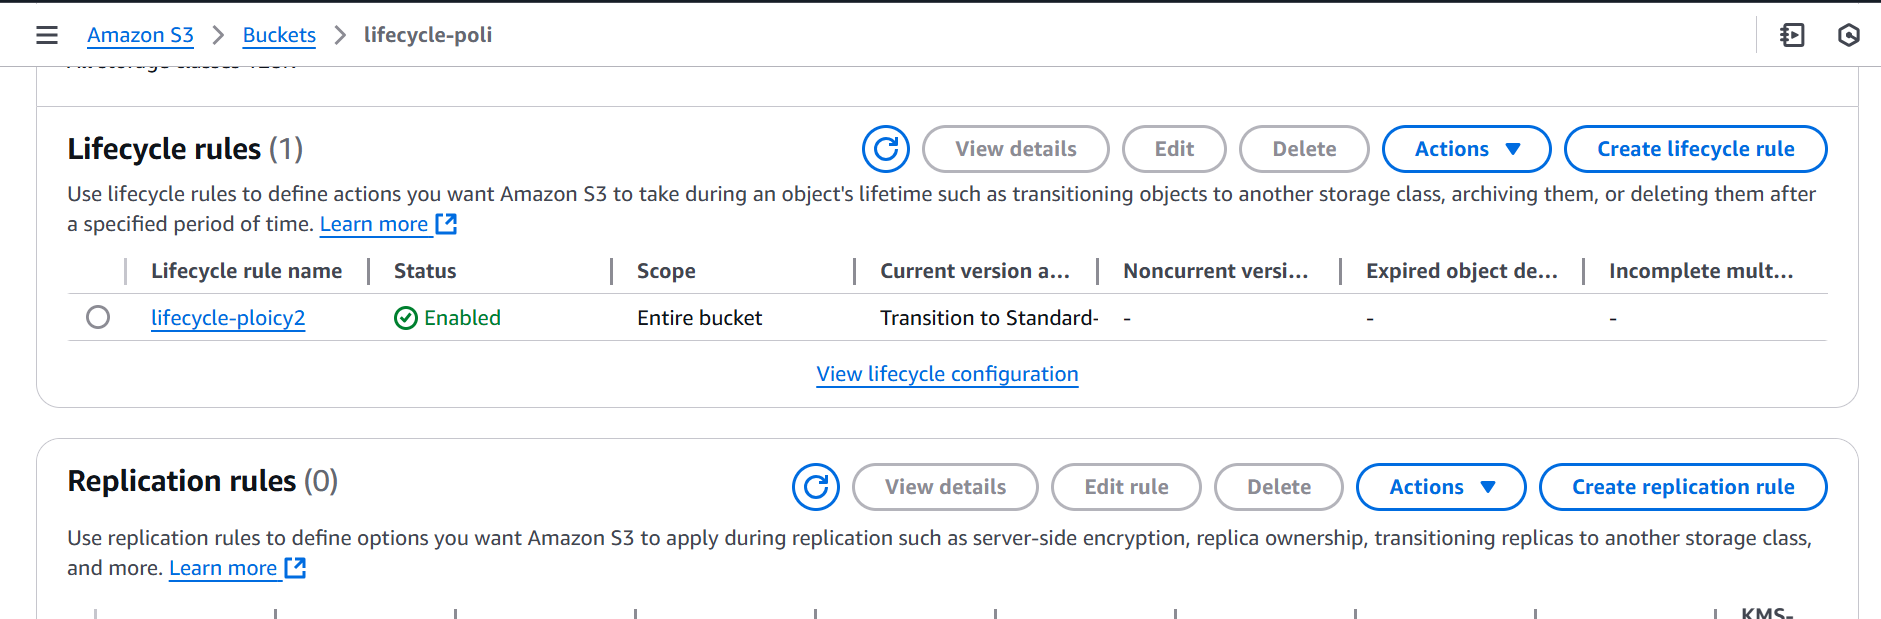 Amazon S3 > Buckets > lifecycle-poli
Lifecycle rules (1)
View details
Edit
Delete
Actions
Create lifecycle rule
Use lifecycle rules to define actions you want Amazon S3 to take during an object's lifetime such as transitioning objects to another storage class, archiving them, or deleting them after
a specified period of time. Learn more
Lifecycle rule name
Status
Scope
Current version a...
Noncurrent versi...
Expired object de...
Incomplete mult...
lifecycle-ploicy2
Enabled
Entire bucket
Transition to Standard-
-
-
-
View lifecycle configuration
Replication rules (0)
View details
Edit rule
Delete
Actions
Create replication rule
Use replication rules to define options you want Amazon S3 to apply during replication such as server-side encryption, replica ownership, transitioning replicas to another storage class,
and more. Learn more
KMS-